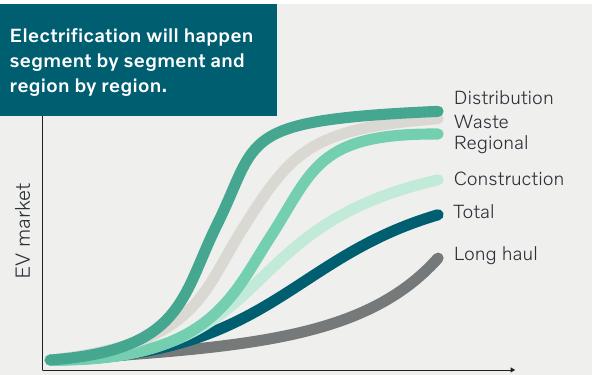 Electrification will happen
segment by segment and
region by region.
EV market
Distribution
Waste
Regional
Construction
Total
Long haul